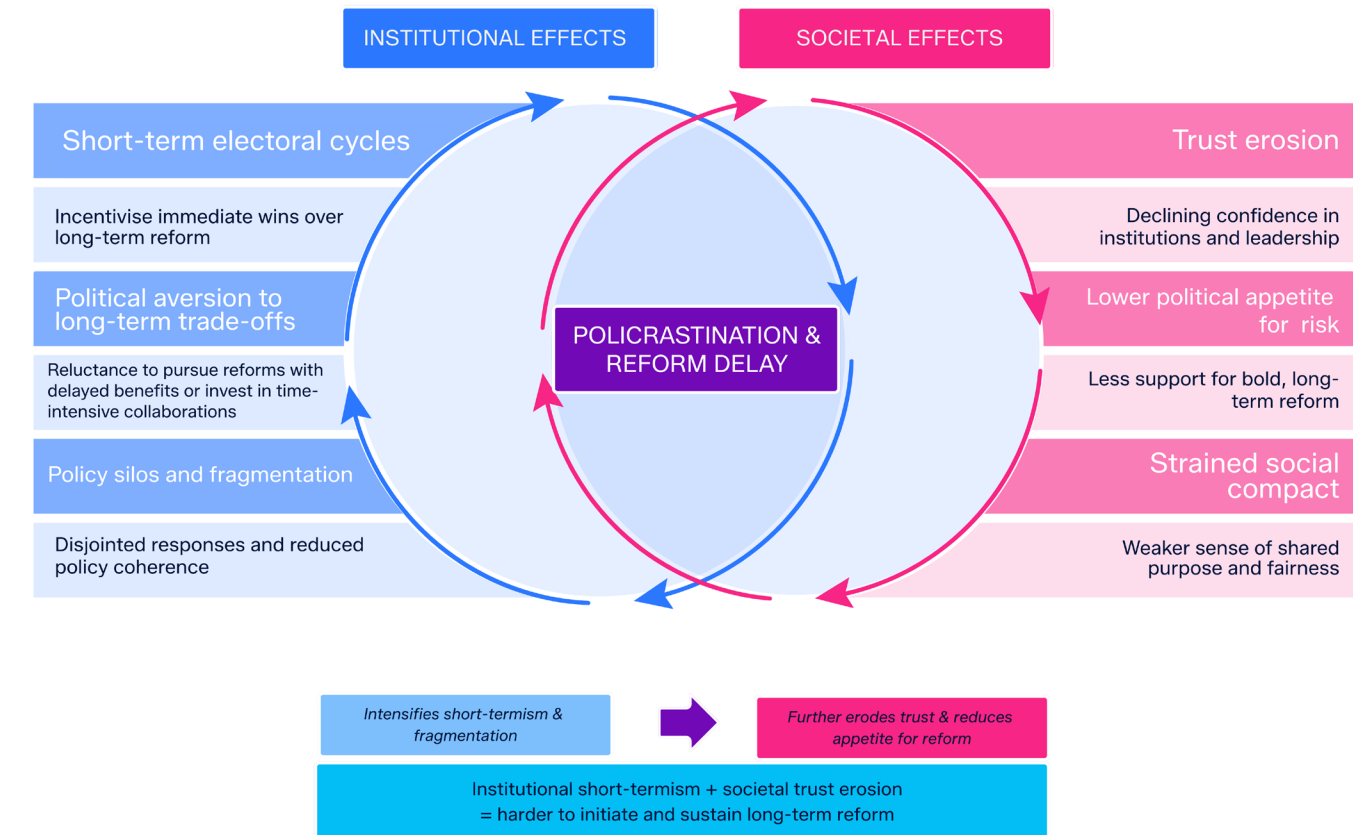 INSTITUTIONAL EFFECTS
SOCIETAL EFFECTS
Short-term electoral cycles
Incentivise immediate wins over
long-term reform
Political aversion to
long-term trade-offs
Reluctance to pursue reforms with
delayed benefits or invest in time-
intensive collaborations
Policy silos and fragmentation
Disjointed responses and reduced
policy coherence
POLICRASTINATION &
REFORM DELAY
Trust erosion
Declining confidence in
institutions and leadership
Lower political appetite
for risk
Less support for bold, long-
term reform
Strained social
compact
Weaker sense of shared
purpose and fairness
Intensifies short-termism &
fragmentation
Further erodes trust & reduces
appetite for reform
Institutional short-termism + societal trust erosion
= harder to initiate and sustain long-term reform